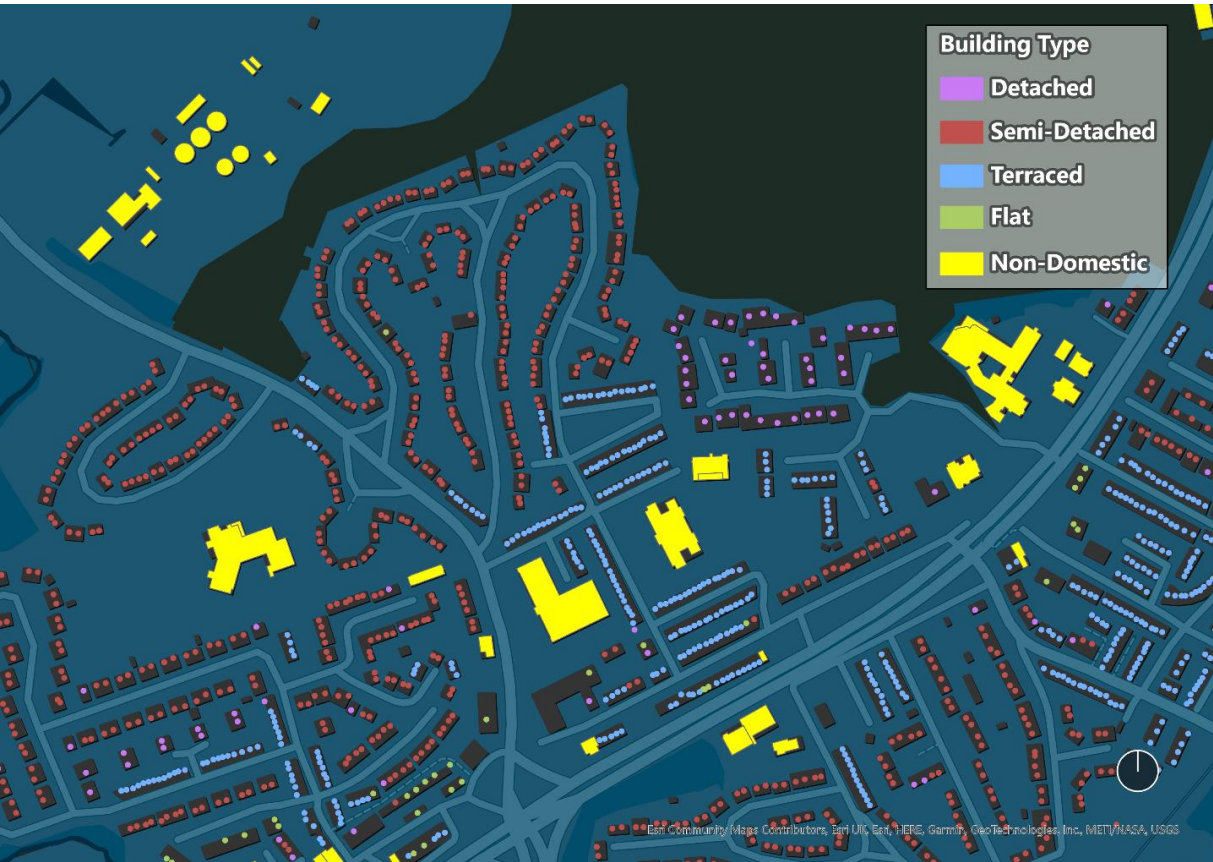 Building Type
Detached
Semi-Detached
Terraced
Flat
Non-Domestic
Esri Community Maps Contributors, Esri UK, Esri, HERE, Garmin, GeoTechnologies, Inc., METI/NASA, USGS